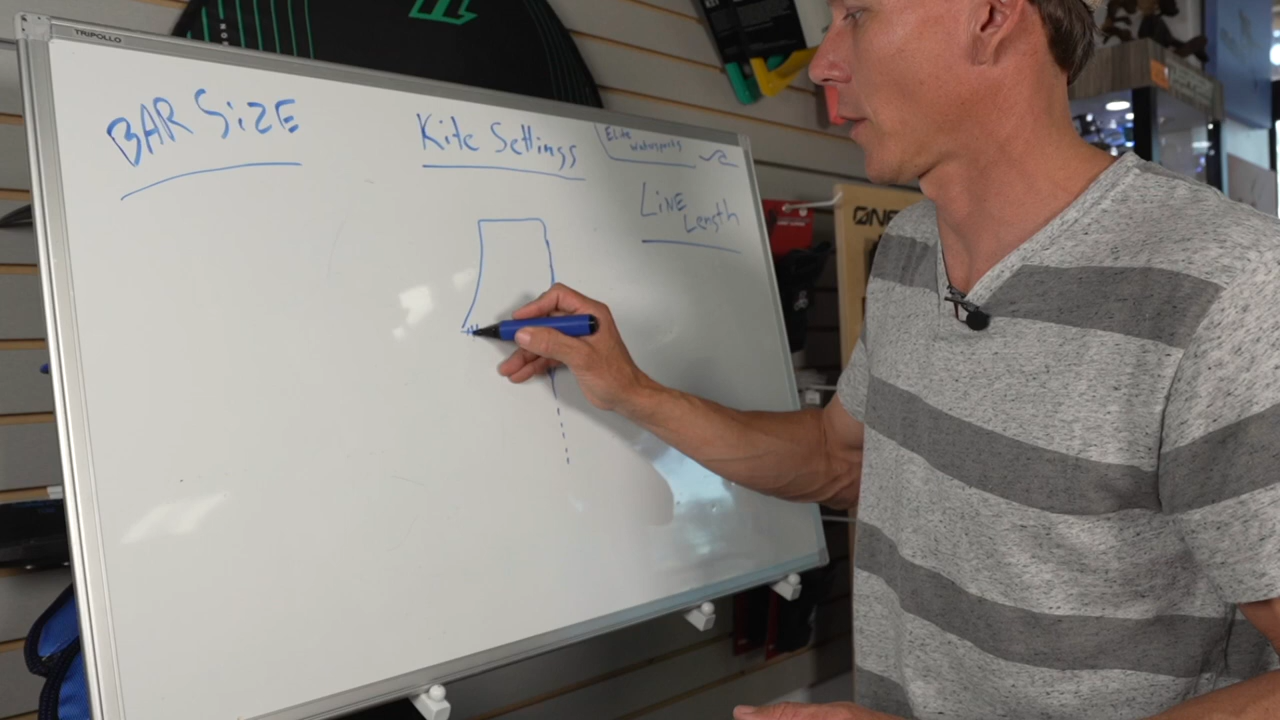 TRIPOLLO
BAR SiZE
Kite Settings
Elite
Watersports
LiNE
Length